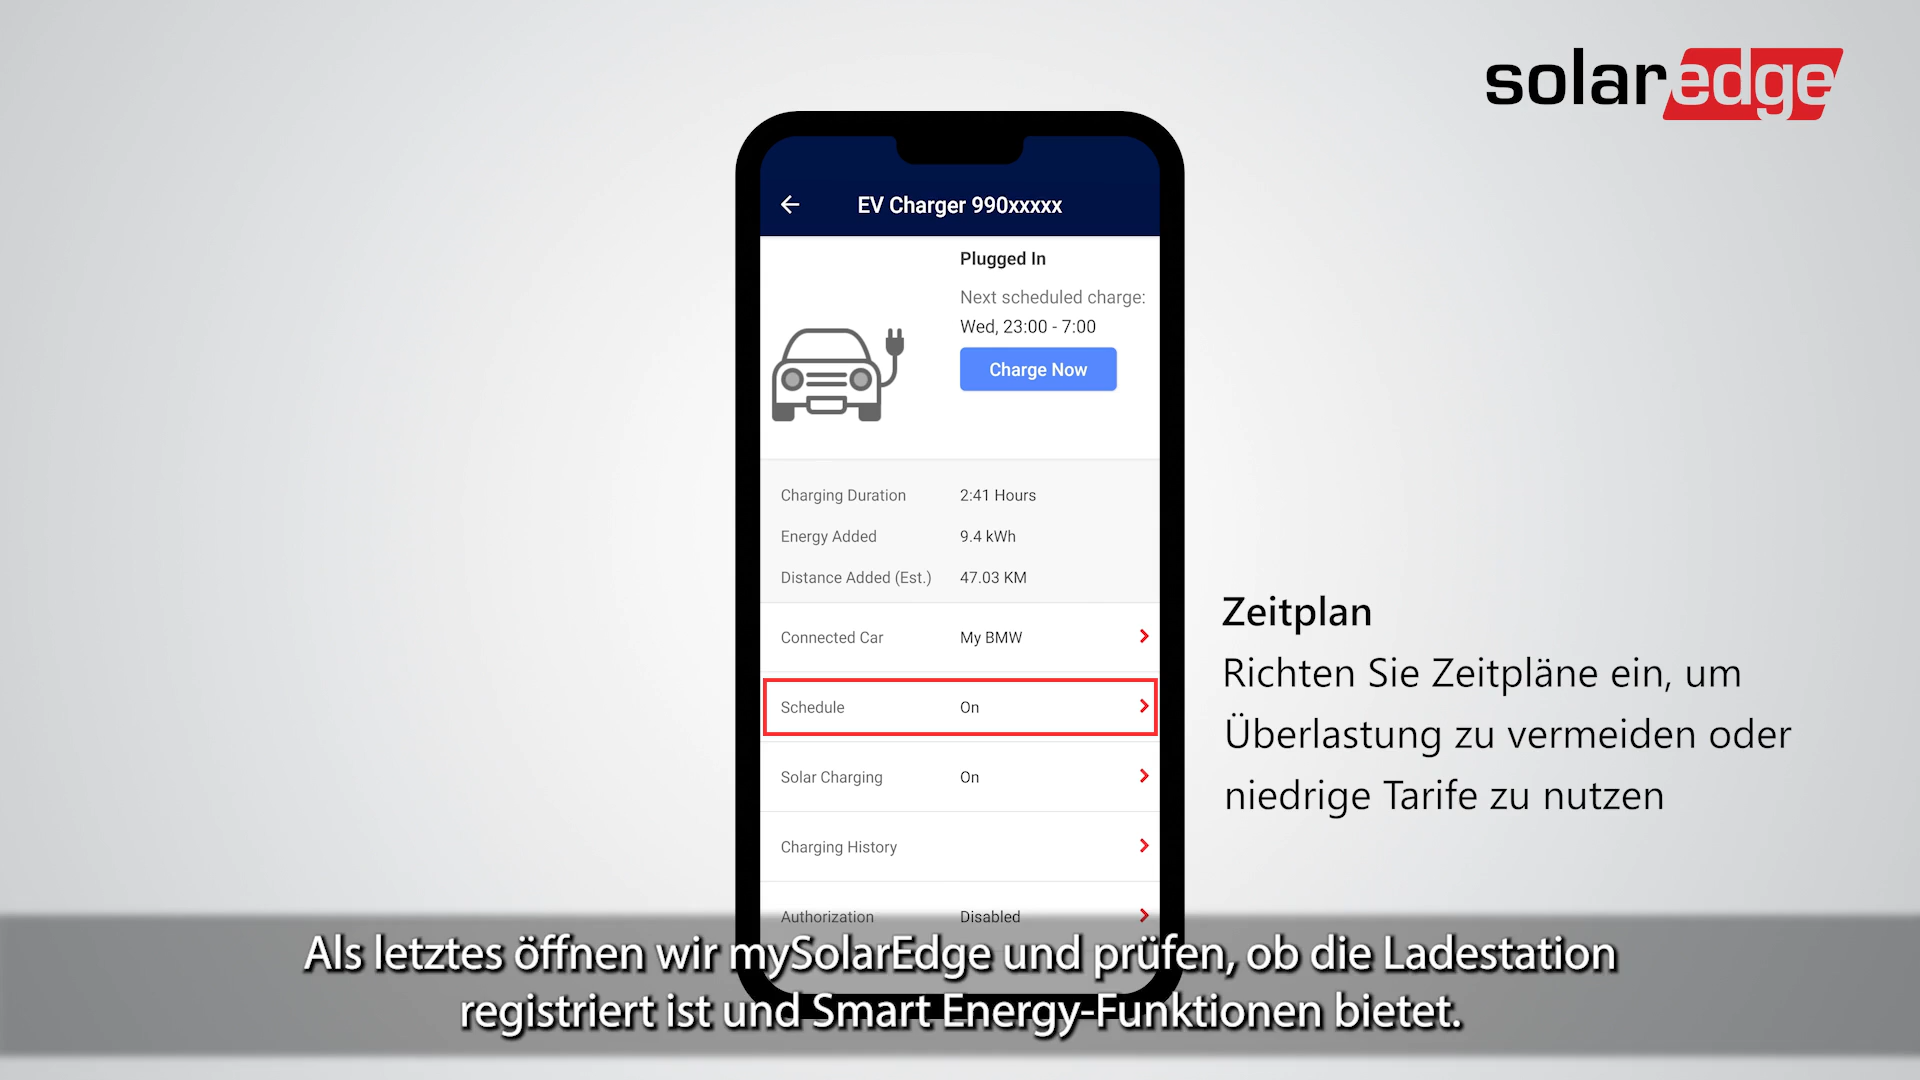 solaredge
EV Charger 990xxxxx
Plugged In
Next scheduled charge:
Wed, 23:00 - 7:00
Charge Now
Charging Duration 2:41 Hours
Energy Added 9.4 kWh
Distance Added (Est.) 47.03 KM
Connected Car My BMW
Schedule On
Solar Charging On
Charging History
Authorization Disabled
Zeitplan
Richten Sie Zeitpläne ein, um
Überlastung zu vermeiden oder
niedrige Tarife zu nutzen
Als letztes öffnen wir mySolarEdge und prüfen, ob die Ladestation
registriert ist und Smart Energy-Funktionen bietet.